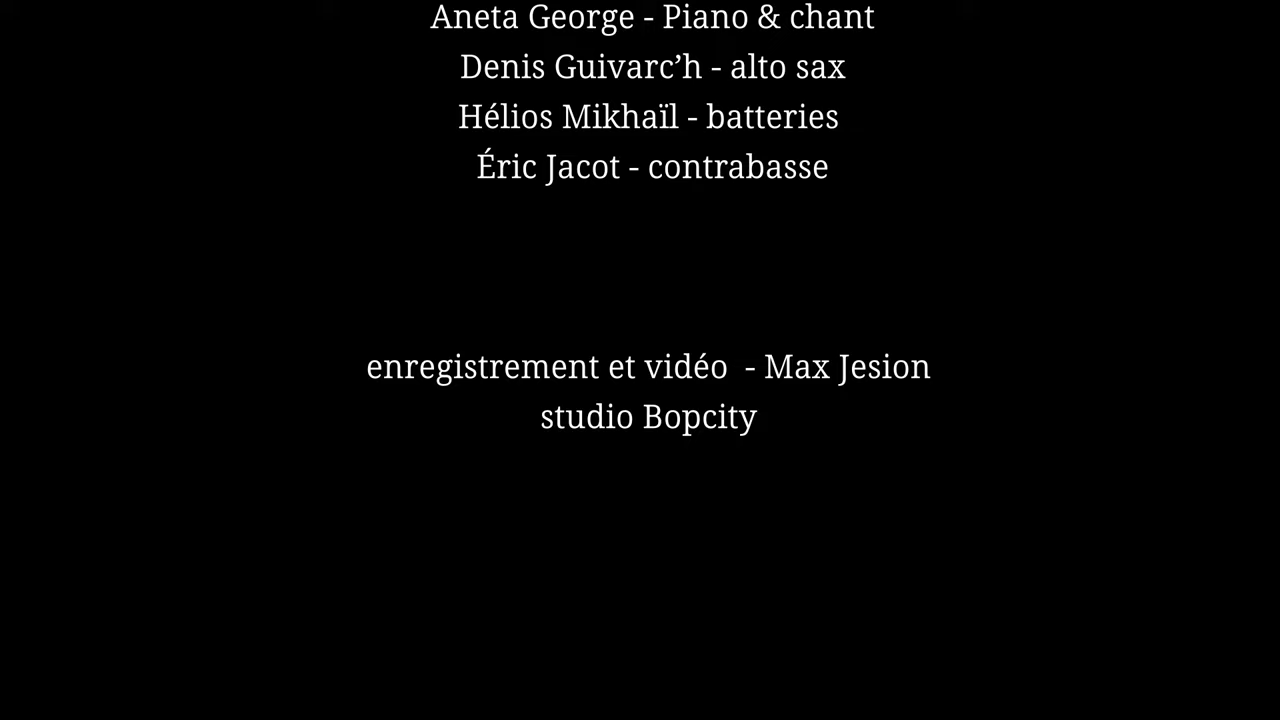 Aneta George - Piano & chant
Denis Guivarc’h - alto sax
Hélios Mikhaïl - batteries
Éric Jacot - contrabasse
enregistrement et vidéo  - Max Jesion
studio Bopcity